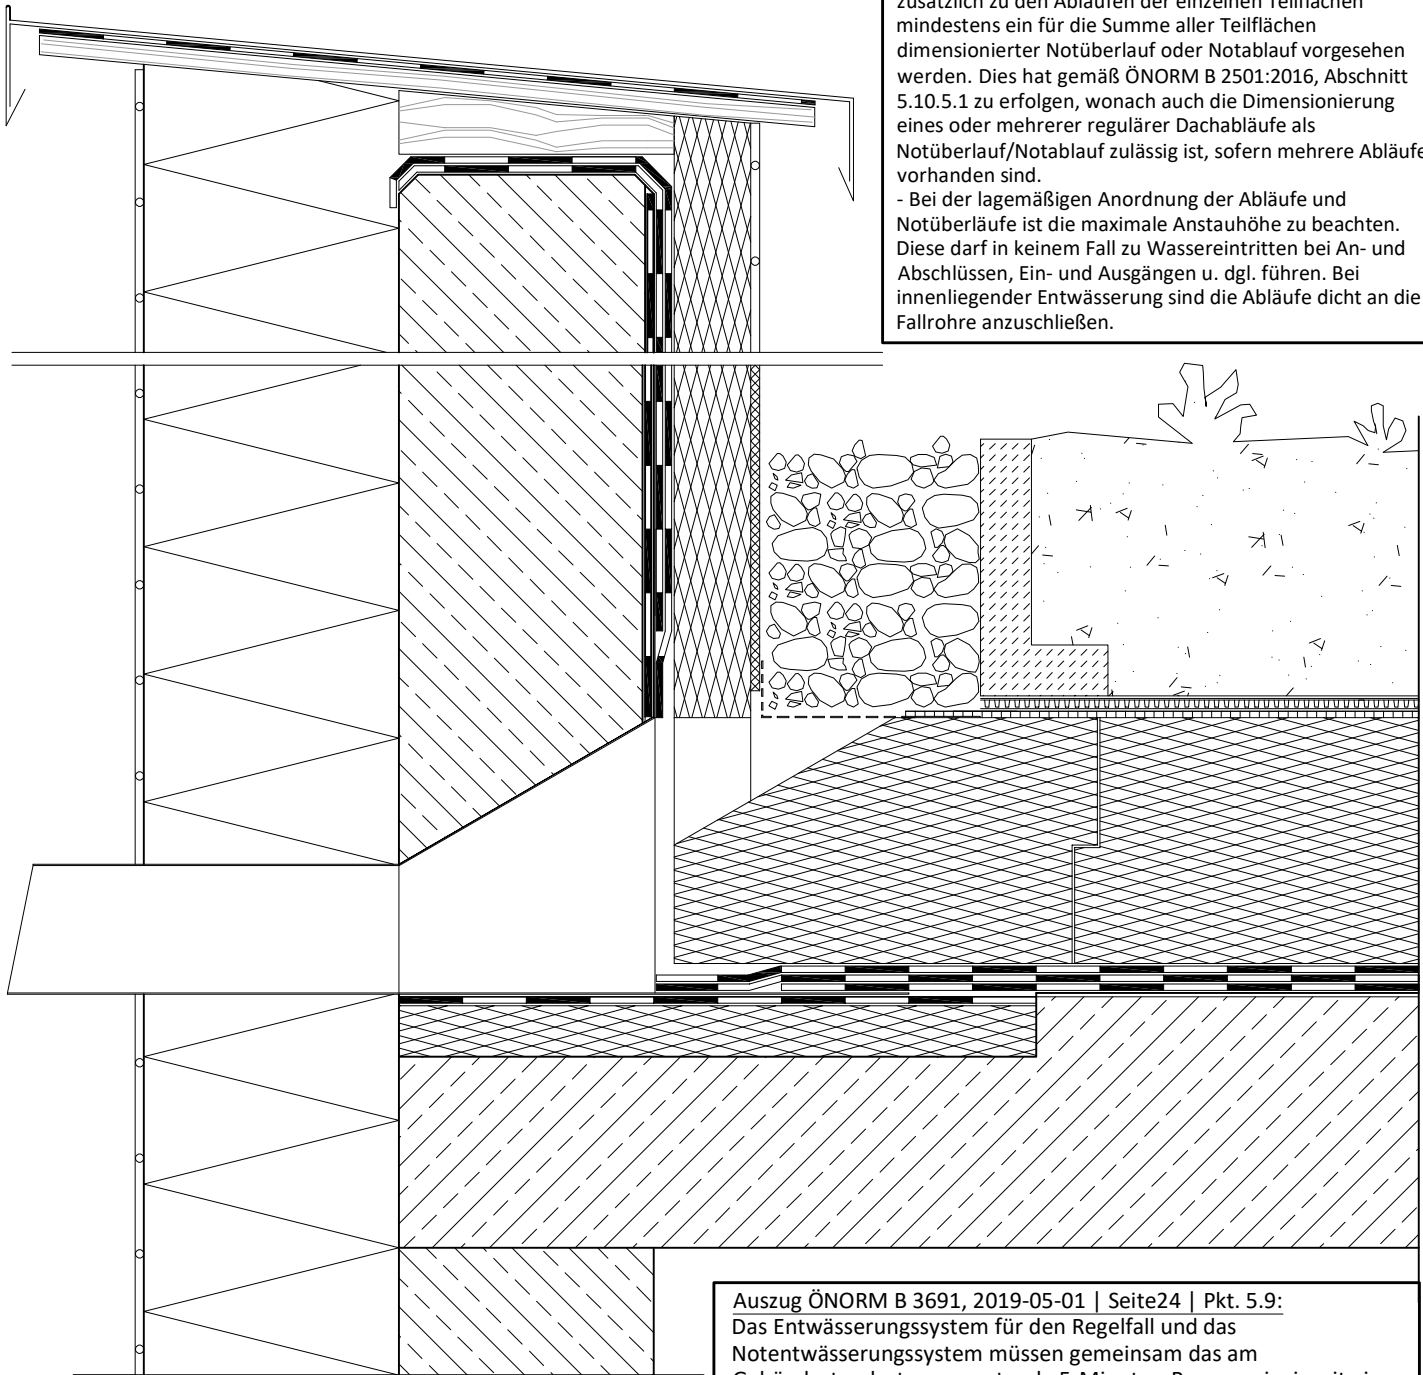 zusätzlich zu den Abläufen der einzelnen Teilflächen
mindestens ein für die Summe aller Teilflächen
dimensionierter Notüberlauf oder Notablauf vorgesehen
werden. Dies hat gemäß ÖNORM B 2501:2016, Abschnitt
5.10.5.1 zu erfolgen, wonach auch die Dimensionierung
eines oder mehrerer regulärer Dachabläufe als
Notüberlauf/Notablauf zulässig ist, sofern mehrere Abläufe
vorhanden sind.
- Bei der lagemäßigen Anordnung der Abläufe und
Notüberläufe ist die maximale Anstauhöhe zu beachten.
Diese darf in keinem Fall zu Wassereintritten bei An- und
Abschlüssen, Ein- und Ausgängen u. dgl. führen. Bei
innenliegender Entwässerung sind die Abläufe dicht an die
Fallrohre anzuschließen.
Auszug ÖNORM B 3691, 2019-05-01 | Seite24 | Pkt. 5.9:
Das Entwässerungssystem für den Regelfall und das
Notentwässerungssystem müssen gemeinsam das am